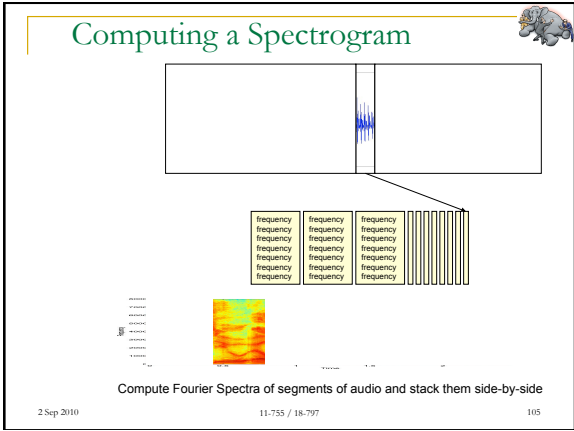 Computing a Spectrogram
frequency frequency frequency
frequency frequency frequency
frequency frequency frequency
frequency frequency frequency
frequency frequency frequency
frequency frequency frequency
frequency frequency frequency
Compute Fourier Spectra of segments of audio and stack them side-by-side
2 Sep 2010 11-755 / 18-797 105